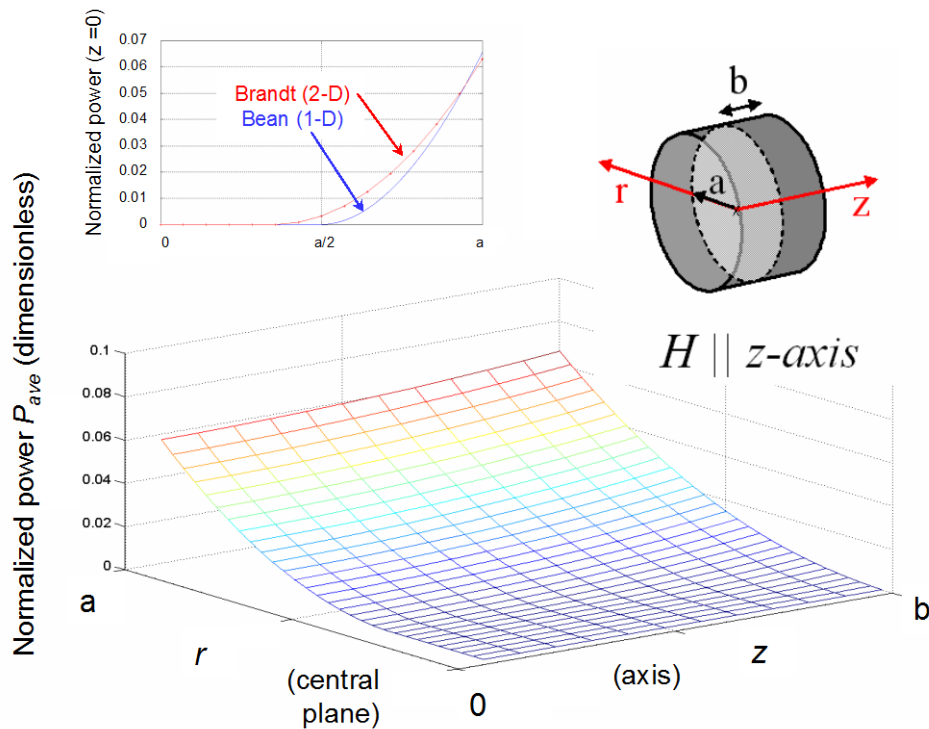 Normalized power (z =0)
0.07
0.06
0.05
0.04
0.03
0.02
0.01
0
0
a/2
a
Brandt (2-D)
Bean (1-D)
b
a
r
z
H || z-axis
Normalized power Pave (dimensionless)
0.1
0.08
0.06
0.04
0.02
0
a
r
(central
plane)
0
(axis)
z
b